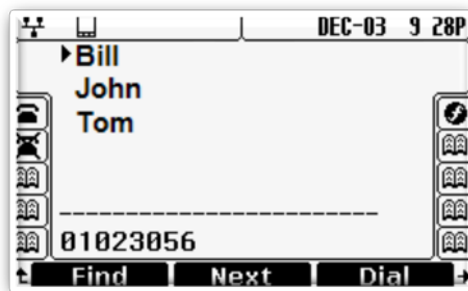 DEC-03 9 28P
Bill
John
Tom
01023056
Find Next Dial